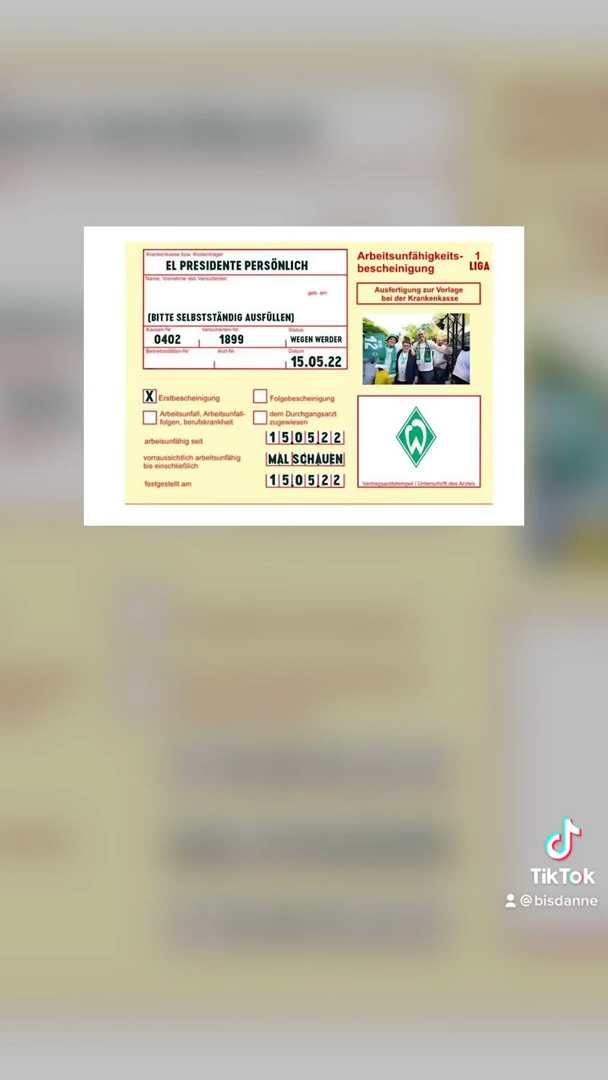 Krankenkasse bzw. Kostenträger
EL PRESIDENTE PERSÖNLICH
Name, Vorname des Versicherten
geb. am
(BITTE SELBSTSTÄNDIG AUSFÜLLEN)
Kassen-Nr. Versicherten-Nr. Status
0402 1899 WEGEN WERDER
Betriebsstätten-Nr. Arzt-Nr. Datum
15.05.22
Arbeitsunfähigkeits-
bescheinigung
1
LIGA
Ausfertigung zur Vorlage
bei der Krankenkasse
X Erstbescheinigung
Folgebescheinigung
Arbeitsunfall, Arbeitsunfall-
folgen, berufskrankheit
dem Durchgangsarzt
zugewiesen
arbeisunfähig seit 150522
vorraussichtlich arbeitsunfähig
bis einschließlich
MAL SCHAUEN
festgestellt am 150522
12
W
Vertragsarztstempel / Unterschrift des Arztes
TikTok
@bisdanne